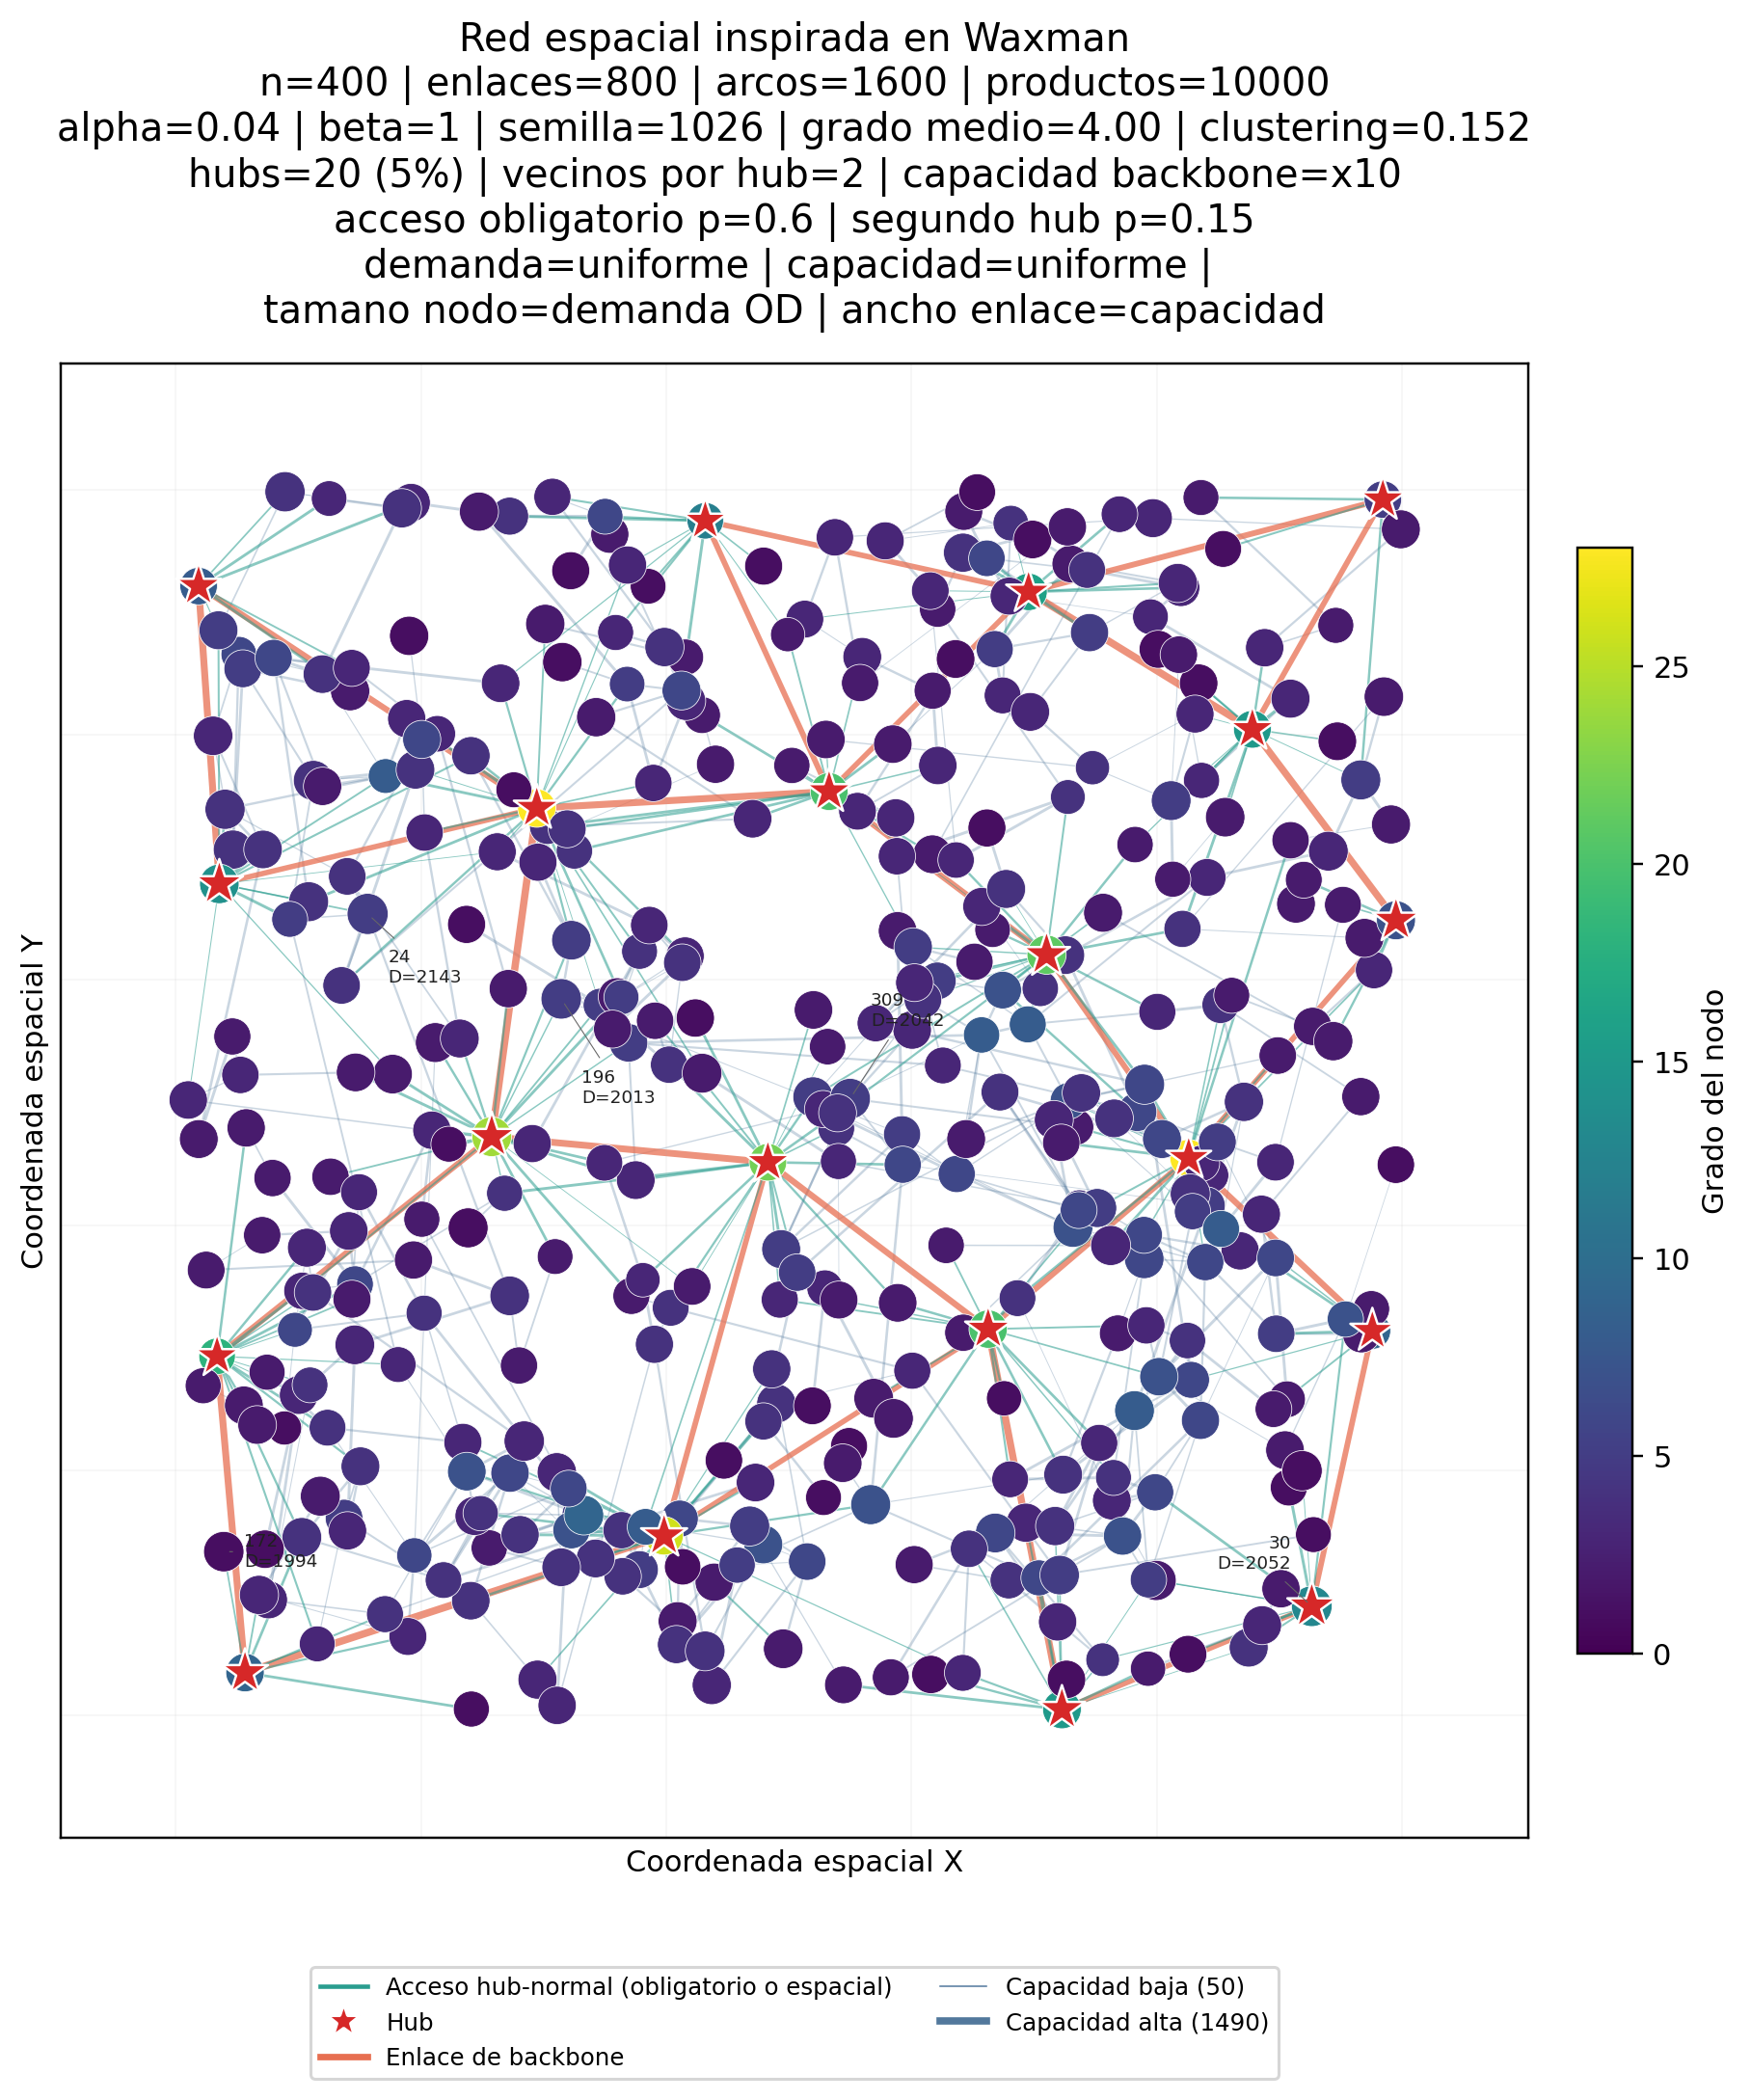 Red espacial inspirada en Waxman
n=400 | enlaces=800 | arcos=1600 | productos=10000
alpha=0.04 | beta=1 | semilla=1026 | grado medio=4.00 | clustering=0.152
hubs=20 (5%) | vecinos por hub=2 | capacidad backbone=x10
acceso obligatorio p=0.6 | segundo hub p=0.15
demanda=uniforme | capacidad=uniforme |
tamano nodo=demanda OD | ancho enlace=capacidad
Coordenada espacial Y
24
D=2143
309
D=2042
196
D=2013
172
D=1994
30
D=2052
25
20
15
10
5
0
Grado del nodo
Coordenada espacial X
Acceso hub-normal (obligatorio o espacial)
Hub
Enlace de backbone
Capacidad baja (50)
Capacidad alta (1490)